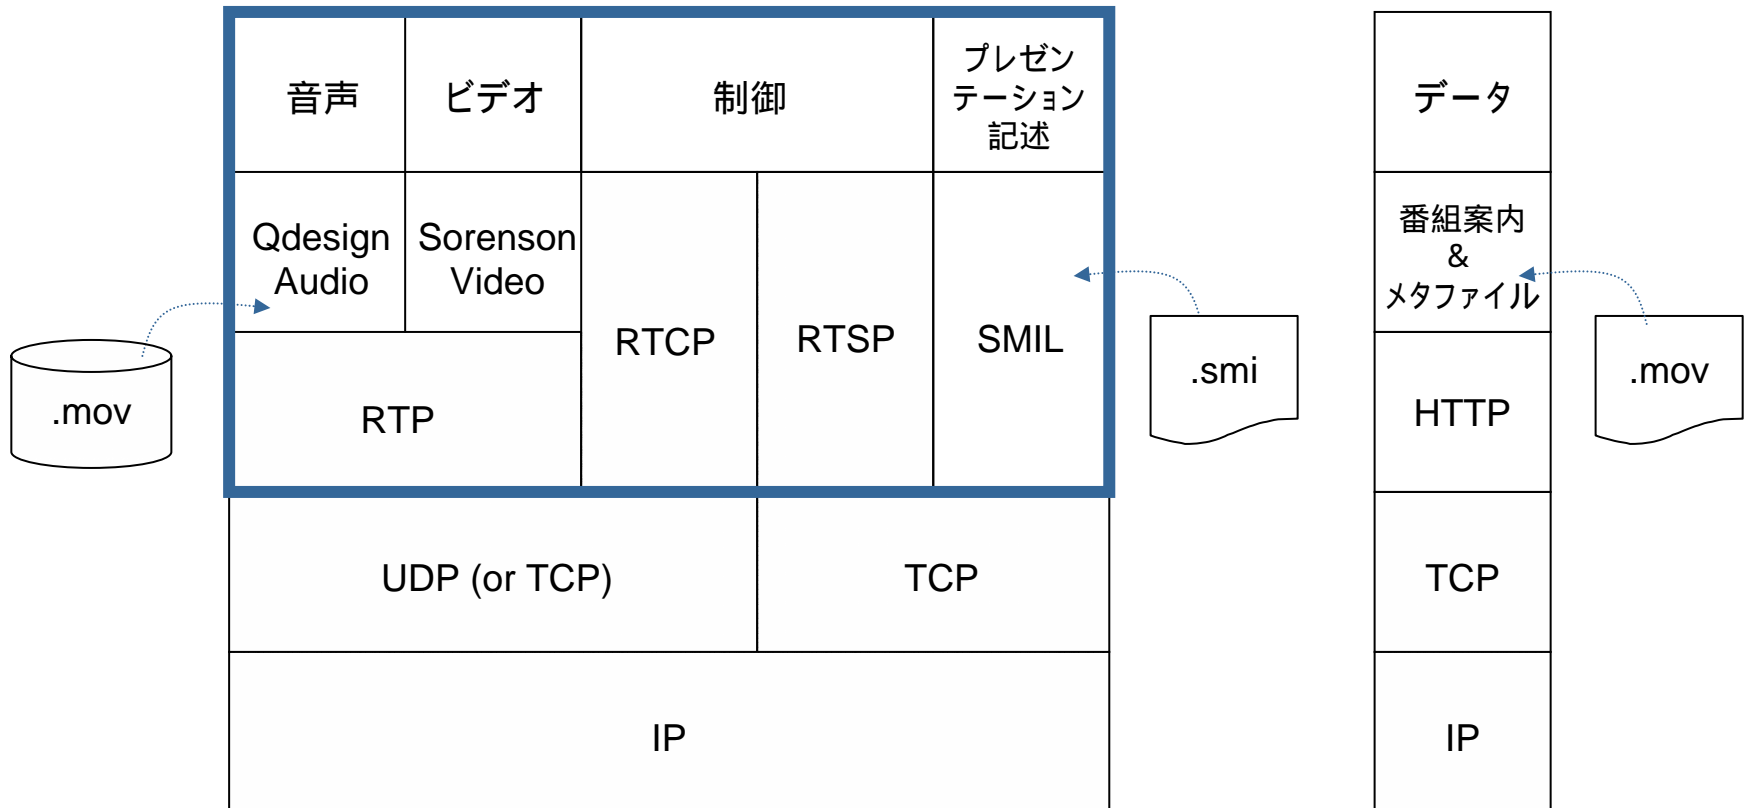 音声
ビデオ
制御
プレゼン
テーション
記述
データ
Qdesign
Audio
Sorenson
Video
RTCP
RTSP
SMIL
番組案内
&
メタファイル
.mov
RTP
.smi
HTTP
.mov
UDP (or TCP)
TCP
TCP
IP
IP